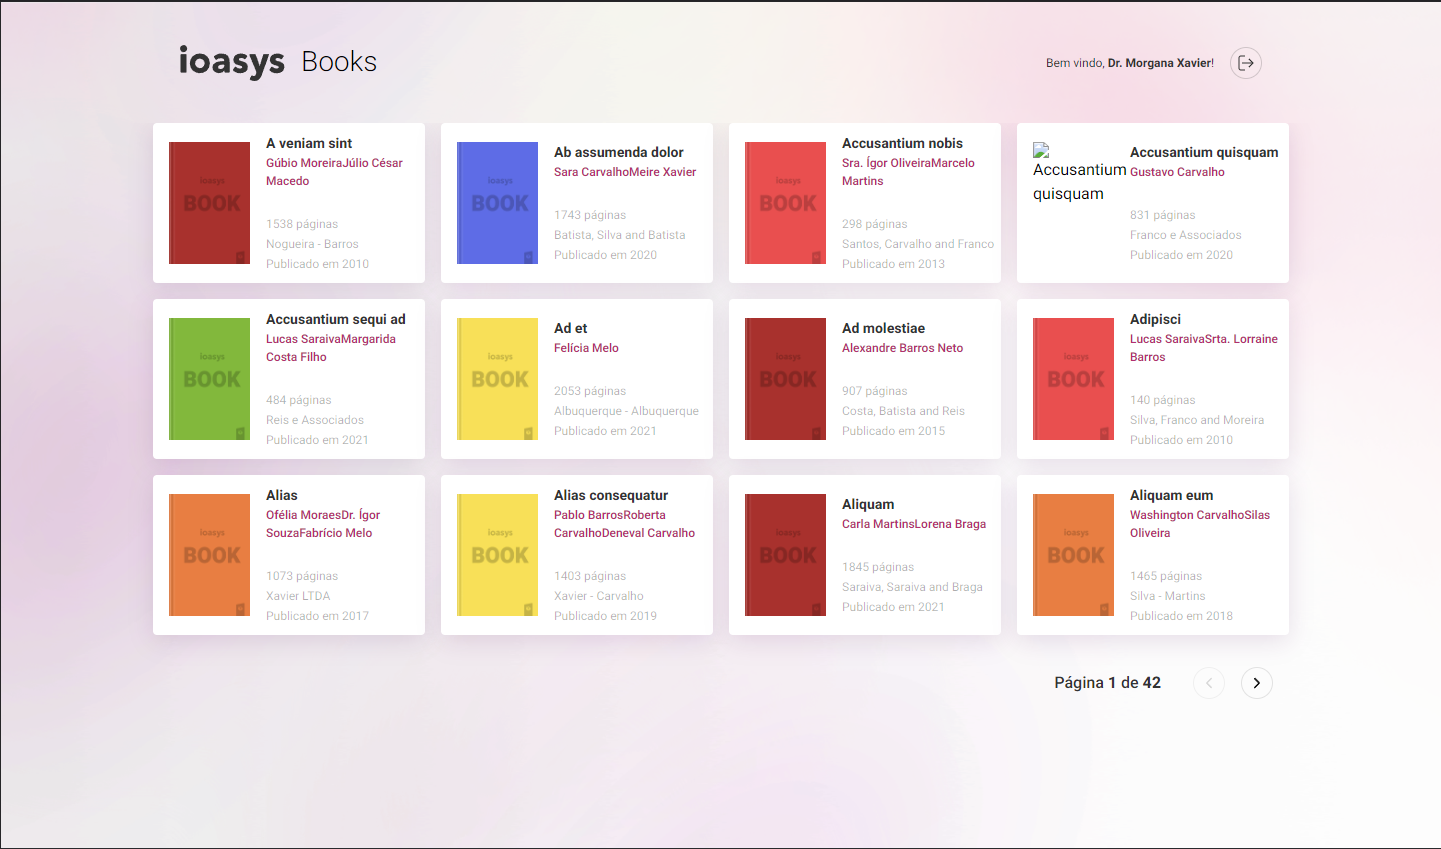 ioasys Books
Bem vindo, Dr. Morgana Xavier!
ioasys
BOOK
A veniam sint
Gúbio MoreiraJúlio César
Macedo
1538 páginas
Nogueira - Barros
Publicado em 2010
ioasys
BOOK
Ab assumenda dolor
Sara CarvalhoMeire Xavier
1743 páginas
Batista, Silva and Batista
Publicado em 2020
ioasys
BOOK
Accusantium nobis
Sra. Ígor OliveiraMarcelo
Martins
298 páginas
Santos, Carvalho and Franco
Publicado em 2013
Accusantium
quisquam
Accusantium quisquam
Gustavo Carvalho
831 páginas
Franco e Associados
Publicado em 2020
ioasys
BOOK
Accusantium sequi ad
Lucas SaraivaMargarida
Costa Filho
484 páginas
Reis e Associados
Publicado em 2021
ioasys
BOOK
Ad et
Felícia Melo
2053 páginas
Albuquerque - Albuquerque
Publicado em 2021
ioasys
BOOK
Ad molestiae
Alexandre Barros Neto
907 páginas
Costa, Batista and Reis
Publicado em 2015
ioasys
BOOK
Adipisci
Lucas SaraivaSrta. Lorraine
Barros
140 páginas
Silva, Franco and Moreira
Publicado em 2010
ioasys
BOOK
Alias
Ofélia MoraesDr. Ígor
SouzaFabrício Melo
1073 páginas
Xavier LTDA
Publicado em 2017
ioasys
BOOK
Alias consequatur
Pablo BarrosRoberta
CarvalhoDeneval Carvalho
1403 páginas
Xavier - Carvalho
Publicado em 2019
ioasys
BOOK
Aliquam
Carla MartinsLorena Braga
1845 páginas
Saraiva, Saraiva and Braga
Publicado em 2021
ioasys
BOOK
Aliquam eum
Washington CarvalhoSilas
Oliveira
1465 páginas
Silva - Martins
Publicado em 2018
Página 1 de 42